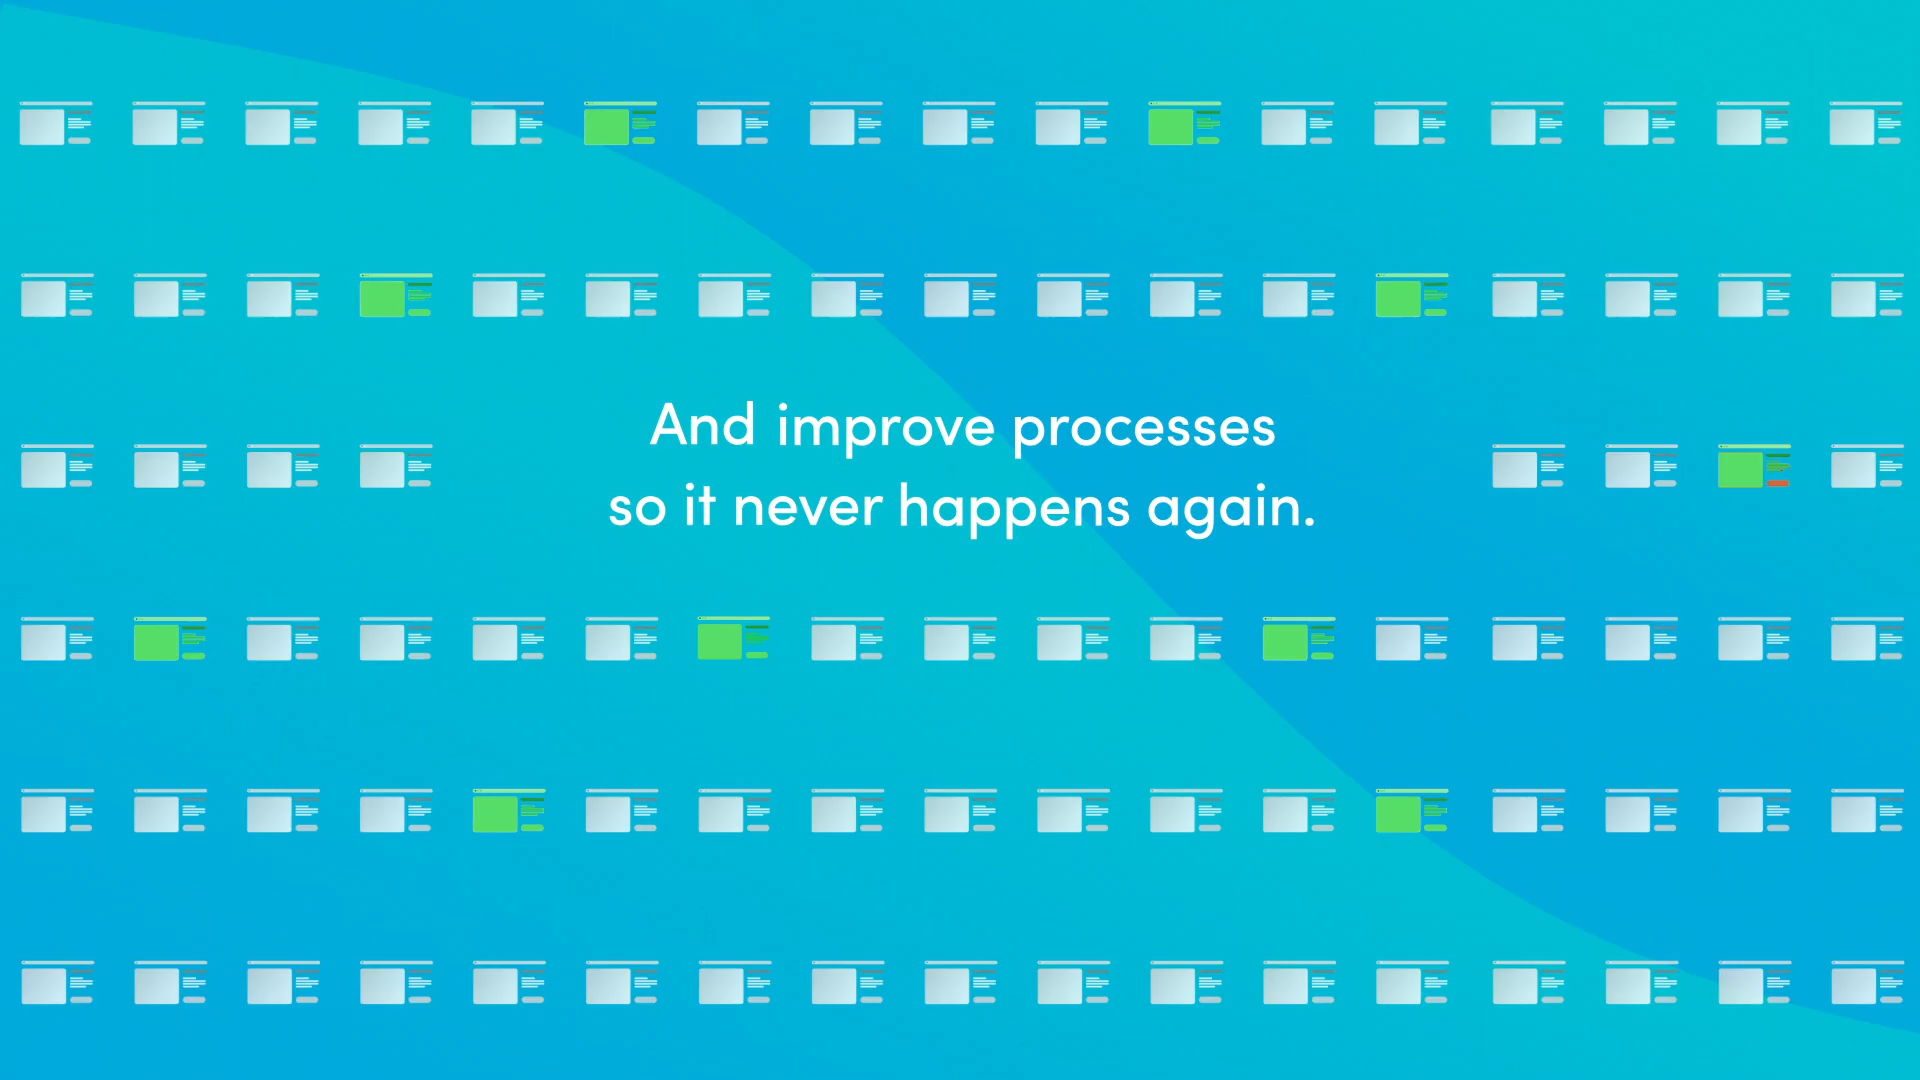 And improve processes
so it never happens again.